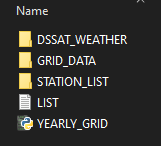 Name
DSSAT_WEATHER
GRID_DATA
STATION_LIST
LIST
YEARLY_GRID